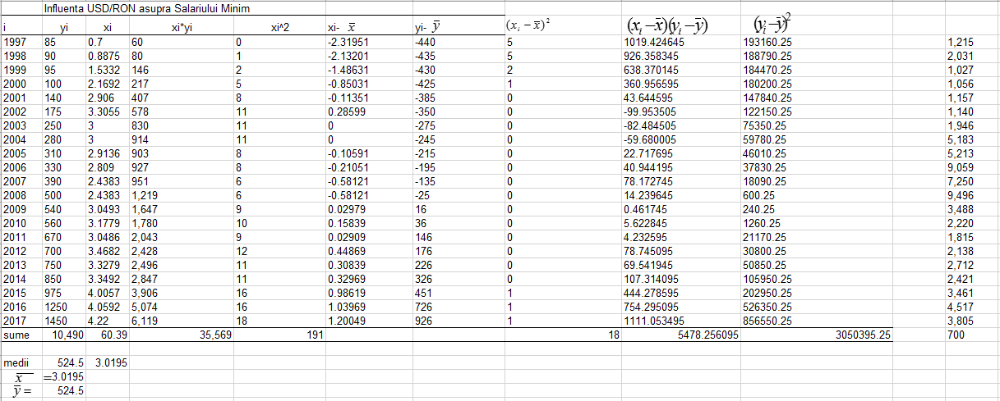 Influenta USD/RON asupra Salariului Minim
i yi xi xi*yi xi^2 xi- x̄ yi- ȳ (xᵢ − x̄)² (xᵢ−x̄)(yᵢ−ȳ) (yᵢ−ȳ)²
1997 85 0.7 60 0 -2.31951 -440 5 1019.424645 193160.25 1,215
1998 90 0.8875 80 1 -2.13201 -435 5 926.358345 188790.25 2,031
1999 95 1.5332 146 2 -1.48631 -430 2 638.370145 184470.25 1,027
2000 100 2.1692 217 5 -0.85031 -425 1 360.956595 180200.25 1,056
2001 140 2.906 407 8 -0.11351 -385 0 43.644595 147840.25 1,157
2002 175 3.3055 578 11 0.28599 -350 0 -99.953505 122150.25 1,140
2003 250 3 830 11 0 -275 0 -82.484505 75350.25 1,946
2004 280 3 914 11 0 -245 0 -59.680005 59780.25 5,183
2005 310 2.9136 903 8 -0.10591 -215 0 22.717695 46010.25 5,213
2006 330 2.809 927 8 -0.21051 -195 0 40.944195 37830.25 9,059
2007 390 2.4383 951 6 -0.58121 -135 0 78.172745 18090.25 7,250
2008 500 2.4383 1,219 6 -0.58121 -25 0 14.239645 600.25 9,496
2009 540 3.0493 1,647 9 0.02979 16 0 0.461745 240.25 3,488
2010 560 3.1779 1,780 10 0.15839 36 0 5.622845 1260.25 2,220
2011 670 3.0486 2,043 9 0.02909 146 0 4.232595 21170.25 1,815
2012 700 3.4682 2,428 12 0.44869 176 0 78.745095 30800.25 2,138
2013 750 3.3279 2,496 11 0.30839 226 0 69.541945 50850.25 2,712
2014 850 3.3492 2,847 11 0.32969 326 0 107.314095 105950.25 2,421
2015 975 4.0057 3,906 16 0.98619 451 1 444.278595 202950.25 3,461
2016 1250 4.0592 5,074 16 1.03969 726 1 754.295095 526350.25 4,517
2017 1450 4.22 6,119 18 1.20049 926 1 1111.053495 856550.25 3,805
sume 10,490 60.39 35,569 191 18 5478.256095 3050395.25 700
medii 524.5 3.0195
x̄ =3.0195
ȳ = 524.5